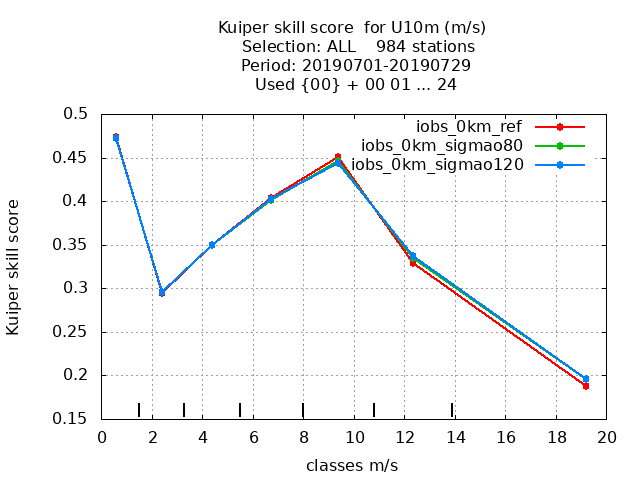 Kuiper skill score  for U10m (m/s)
Selection: ALL    984 stations
Period: 20190701-20190729
Used {00} + 00 01 ... 24
iobs_0km_ref
iobs_0km_sigmao80
iobs_0km_sigmao120
Kuiper skill score
0.5
0.45
0.4
0.35
0.3
0.25
0.2
0.15
0 2 4 6 8 10 12 14 16 18 20
classes m/s